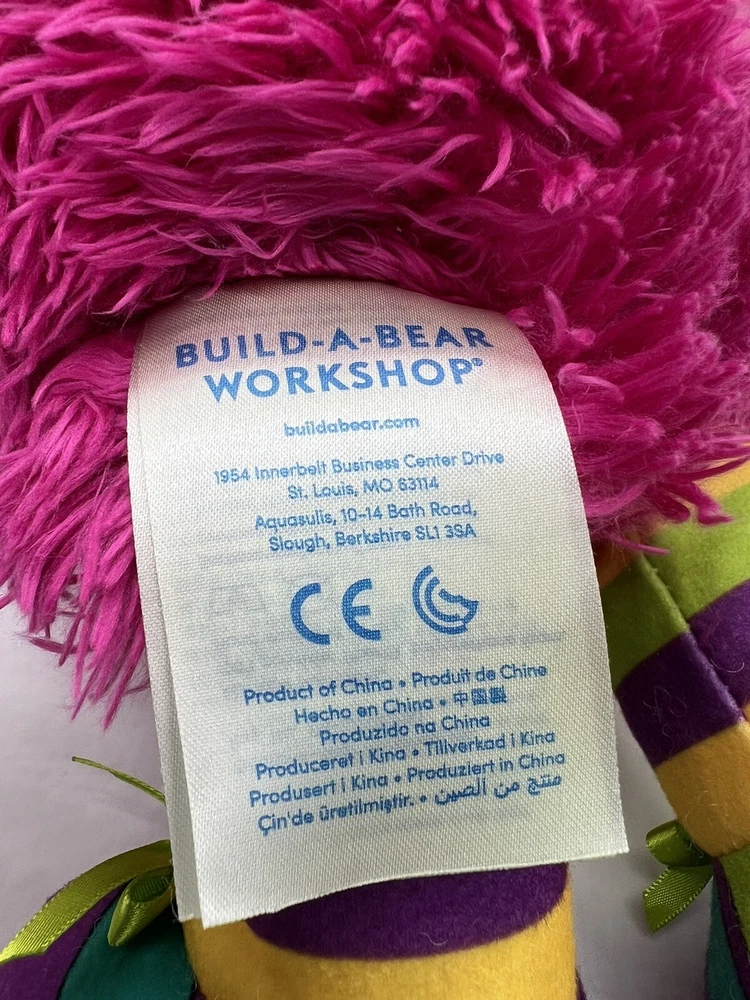 BUILD-A-BEAR
WORKSHOP®
buildabear.com
1954 Innerbelt Business Center Drive
St. Louis, MO 63114
Aquasulis, 10-14 Bath Road,
Slough, Berkshire SL1 3SA
CE
Product of China • Produit de Chine
Hecho en China • 中国製
Produzido na China
Produceret i Kina • Tillverkad i Kina
Produsert i Kina • Produziert in China
Çin'de üretilmiştir. • منتج من الصين